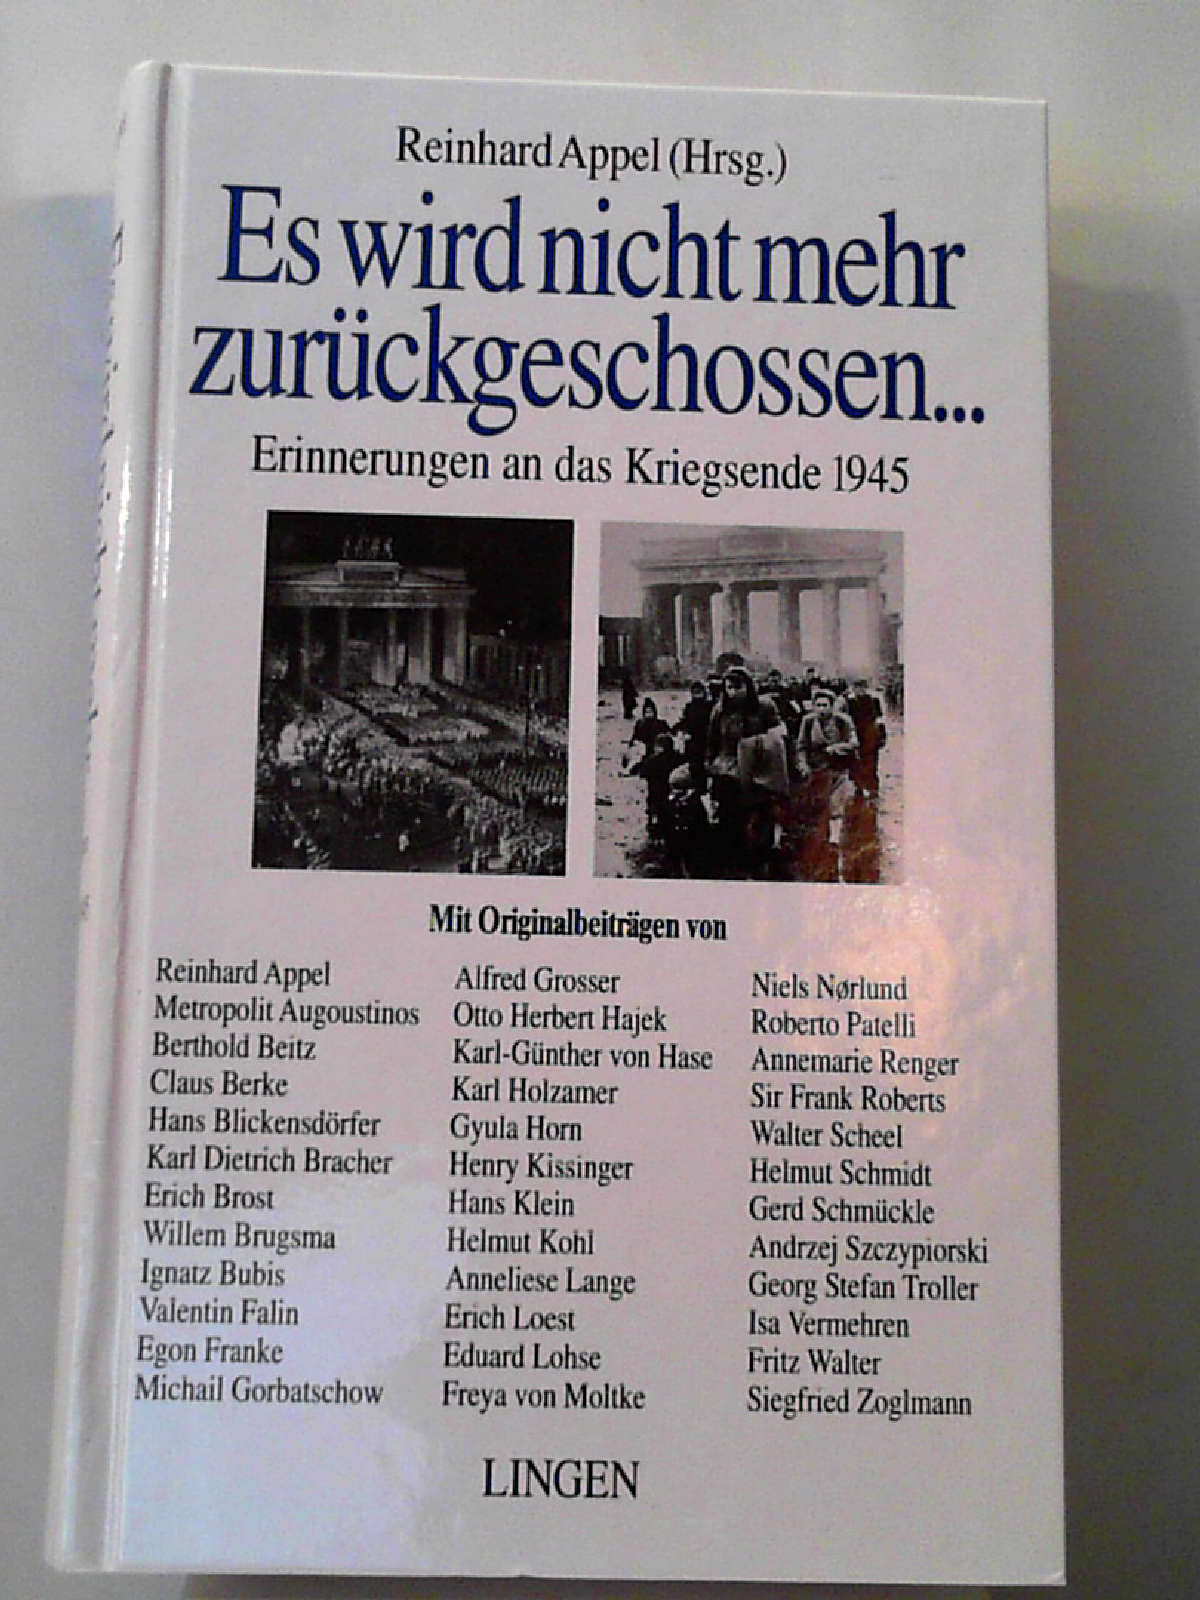 Reinhard Appel (Hrsg.)
Es wird nicht mehr
zurückgeschossen...
Erinnerungen an das Kriegsende 1945
Mit Originalbeiträgen von
Reinhard Appel
Metropolit Augoustinos
Berthold Beitz
Claus Berke
Hans Blickensdörfer
Karl Dietrich Bracher
Erich Brost
Willem Brugsma
Ignatz Bubis
Valentin Falin
Egon Franke
Michail Gorbatschow
Alfred Grosser
Otto Herbert Hajek
Karl-Günther von Hase
Karl Holzamer
Gyula Horn
Henry Kissinger
Hans Klein
Helmut Kohl
Anneliese Lange
Erich Loest
Eduard Lohse
Freya von Moltke
Niels Nørlund
Roberto Patelli
Annemarie Renger
Sir Frank Roberts
Walter Scheel
Helmut Schmidt
Gerd Schmückle
Andrzej Szczypiorski
Georg Stefan Troller
Isa Vermehren
Fritz Walter
Siegfried Zoglmann
LINGEN